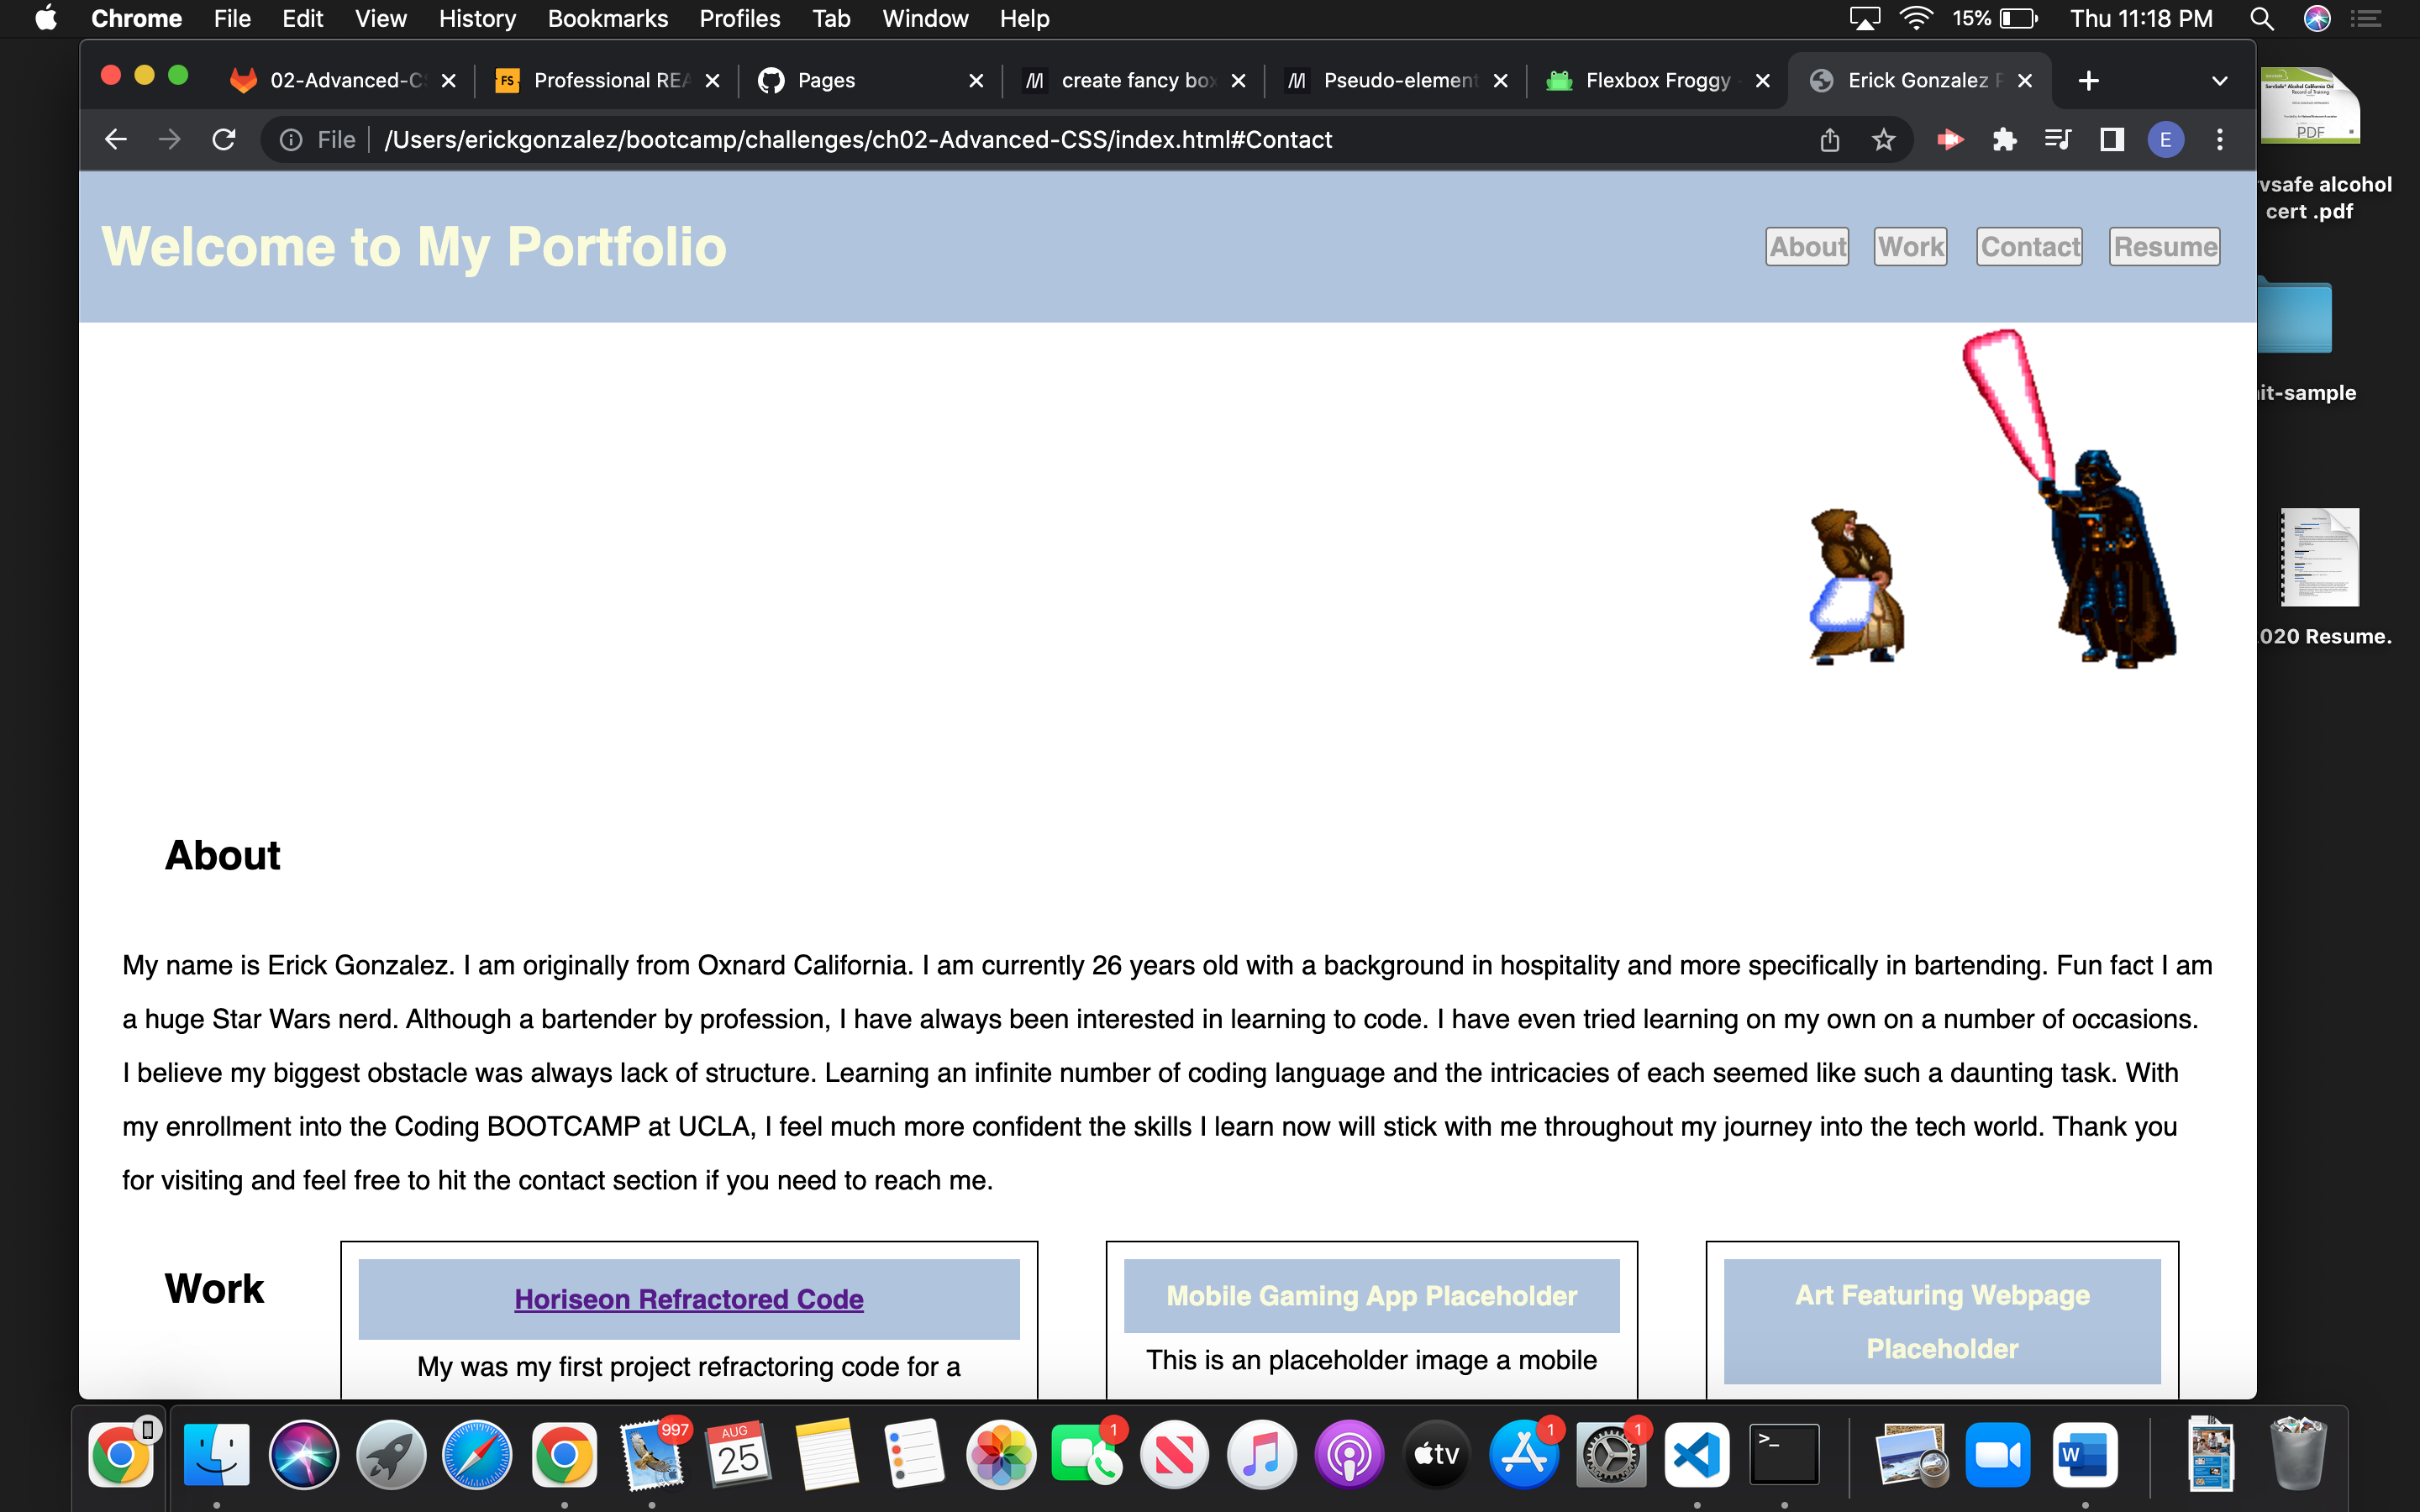 Chrome File Edit View History Bookmarks Profiles Tab Window Help 15% Thu 11:18 PM
02-Advanced-C FS Professional REA Pages create fancy box Pseudo-element Flexbox Froggy Erick Gonzalez
File /Users/erickgonzalez/bootcamp/challenges/ch02-Advanced-CSS/index.html#Contact E
PDF
vsafe alcohol
cert .pdf
Welcome to My Portfolio About Work Contact Resume
it-sample
020 Resume.
About
My name is Erick Gonzalez. I am originally from Oxnard California. I am currently 26 years old with a background in hospitality and more specifically in bartending. Fun fact I am
a huge Star Wars nerd. Although a bartender by profession, I have always been interested in learning to code. I have even tried learning on my own on a number of occasions.
I believe my biggest obstacle was always lack of structure. Learning an infinite number of coding language and the intricacies of each seemed like such a daunting task. With
my enrollment into the Coding BOOTCAMP at UCLA, I feel much more confident the skills I learn now will stick with me throughout my journey into the tech world. Thank you
for visiting and feel free to hit the contact section if you need to reach me.
Work
Horiseon Refractored Code
My was my first project refractoring code for a
Mobile Gaming App Placeholder
This is an placeholder image a mobile
Art Featuring Webpage
Placeholder
997 AUG 25 1 tv 1 1 >_ W